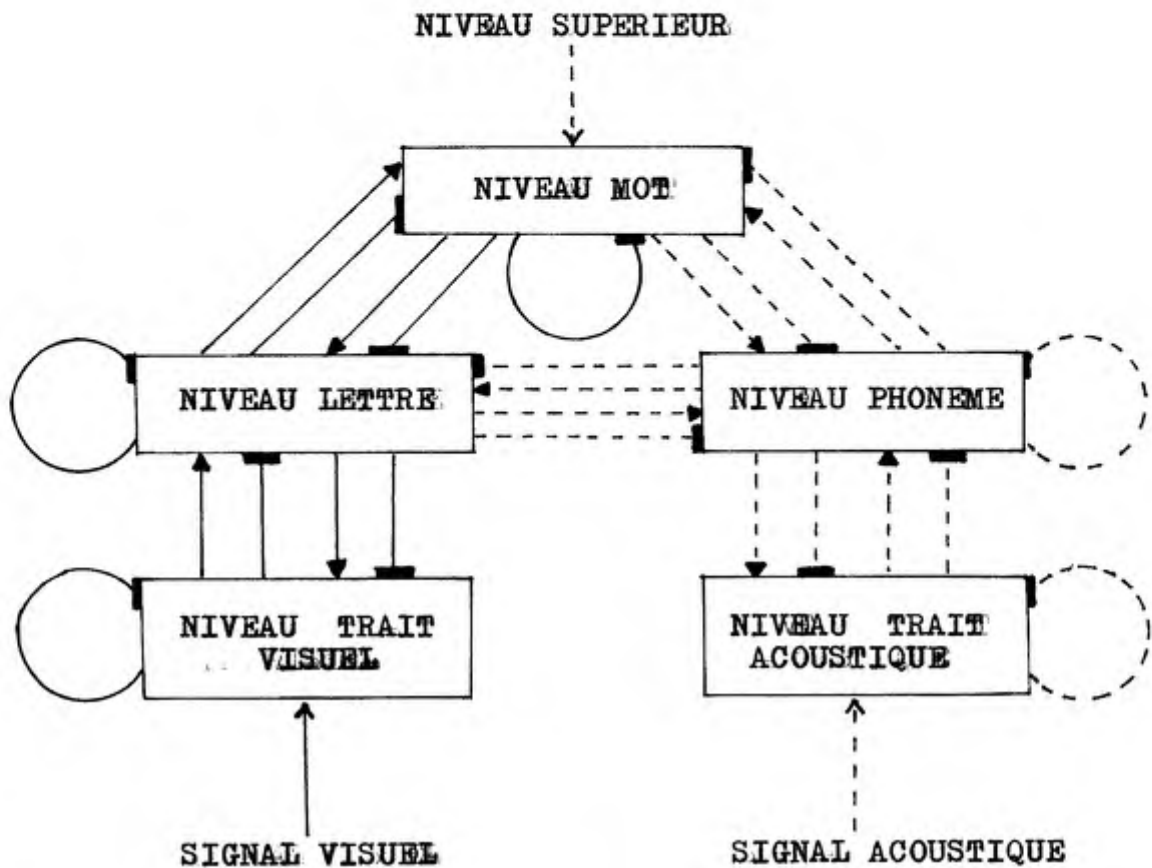 NIVEAU SUPERIEUR
NIVEAU MOT
NIVEAU LETTRE
NIVEAU PHONEME
NIVEAU TRAIT
VISUEL
NIVEAU TRAIT
ACOUSTIQUE
SIGNAL VISUEL
SIGNAL ACOUSTIQUE